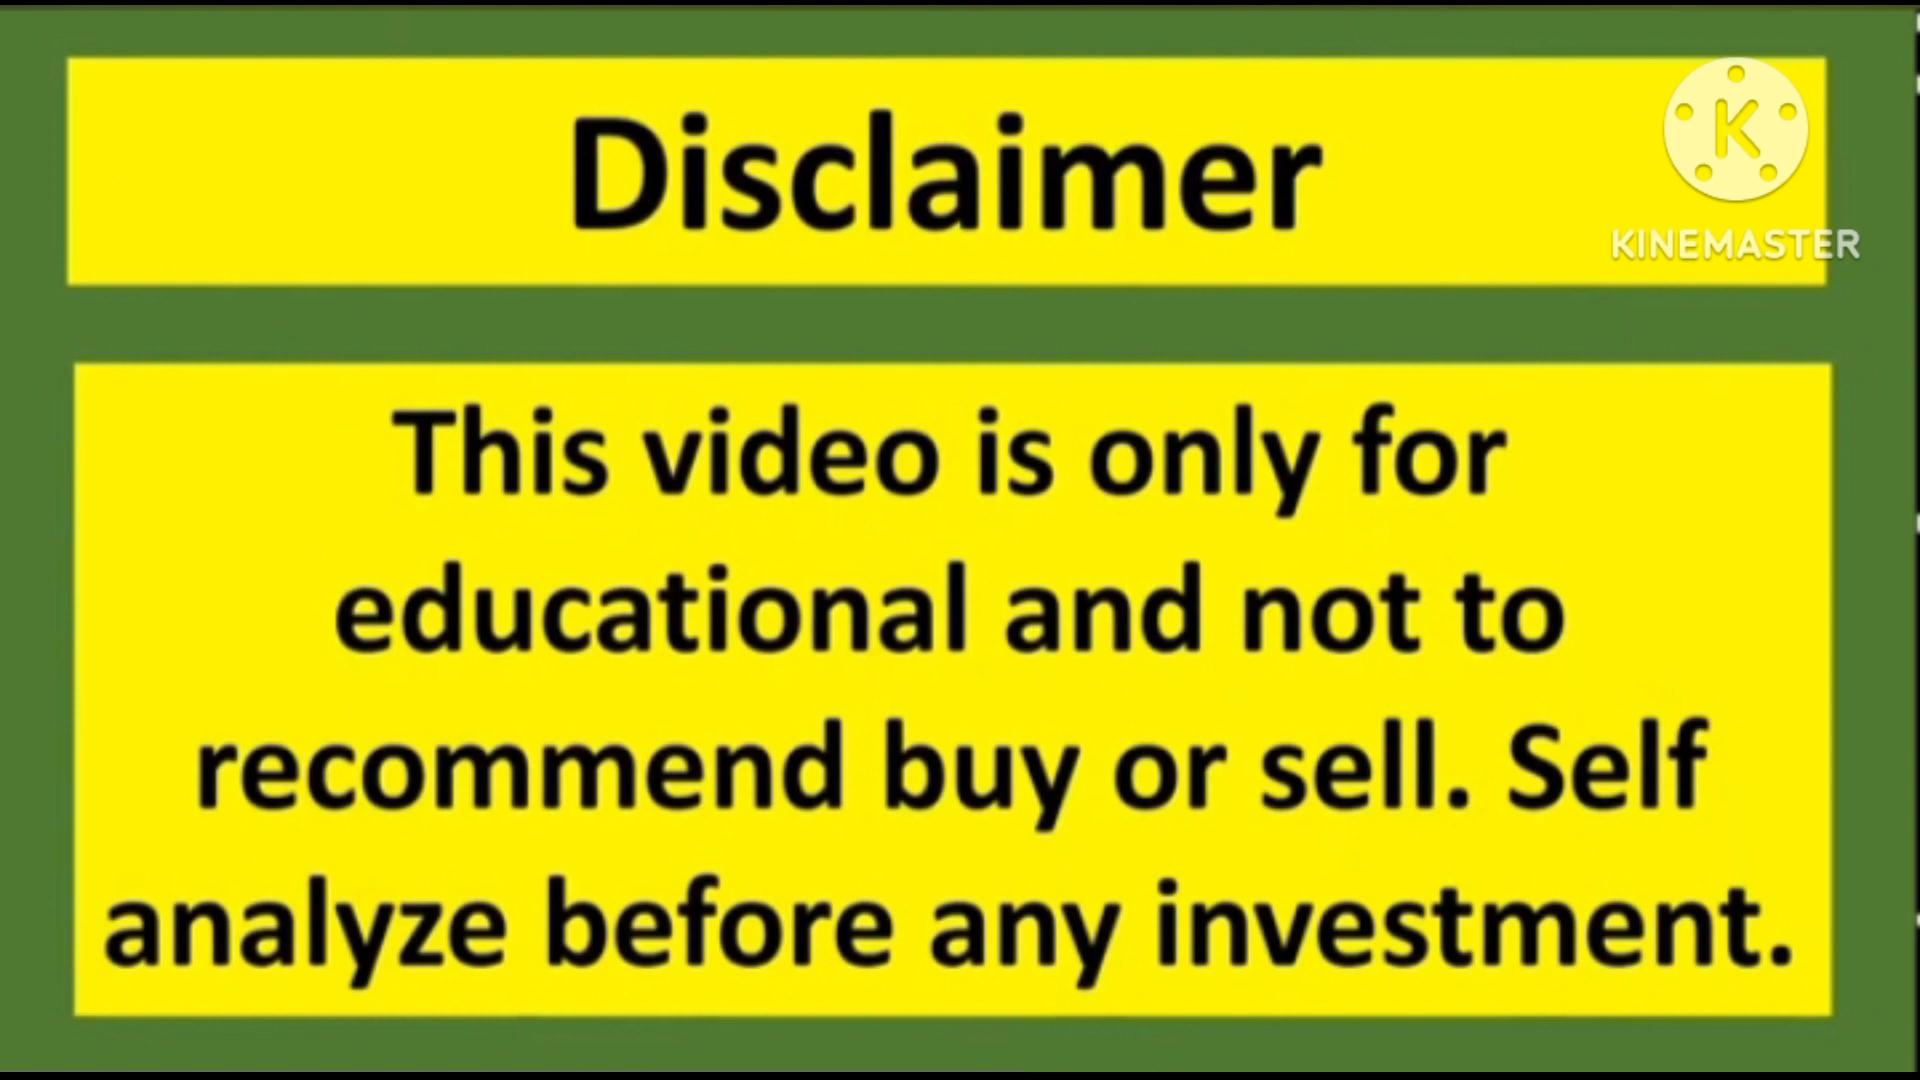 Disclaimer
K
KINEMASTER
This video is only for
educational and not to
recommend buy or sell. Self
analyze before any investment.